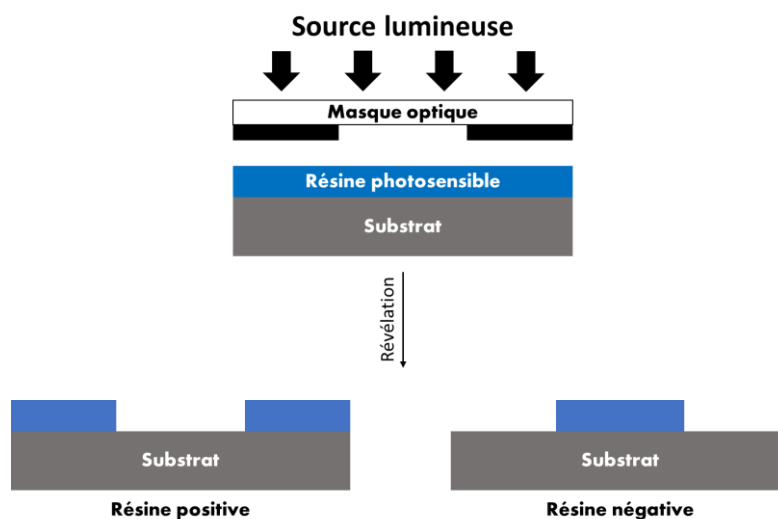 Source lumineuse
Masque optique
Résine photosensible
Substrat
Révélation
Substrat
Substrat
Résine positive
Résine négative